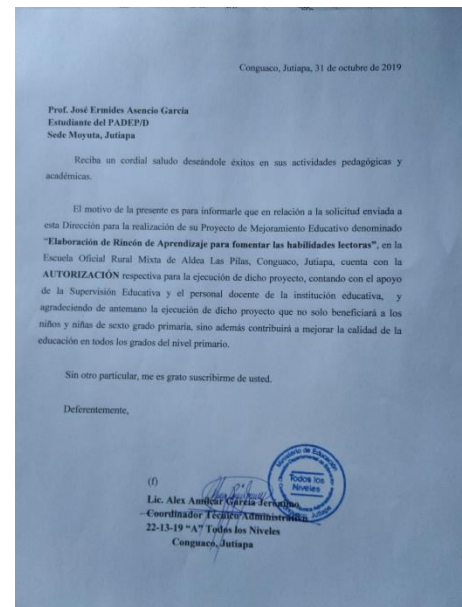 Conguaco, Jutiapa, 31 de octubre de 2019
Prof. José Ermides Asencio García
Estudiante del PADEP/D
Sede Moyuta, Jutiapa
Reciba un cordial saludo deseándole éxitos en sus actividades pedagógicas y
académicas.
El motivo de la presente es para informarle que en relación a la solicitud enviada a
esta Dirección para la realización de su Proyecto de Mejoramiento Educativo denominado
“Elaboración de Rincón de Aprendizaje para fomentar las habilidades lectoras”, en la
Escuela Oficial Rural Mixta de Aldea Las Pilas, Conguaco, Jutiapa, cuenta con la
AUTORIZACIÓN respectiva para la ejecución de dicho proyecto, contando con el apoyo
de la Supervisión Educativa y el personal docente de la institución educativa, y
agradeciendo de antemano la ejecución de dicho proyecto que no solo beneficiará a los
niños y niñas de sexto grado primaria, sino además contribuirá a mejorar la calidad de la
educación en todos los grados del nivel primario.
Sin otro particular, me es grato suscribirme de usted.
Deferentemente,
(f)
Lic. Alex Amilcar García Jerónimo
Coordinador Técnico Administrativo
22-13-19 “A” Todos los Niveles
Conguaco, Jutiapa
Ministerio de Educación
Todos los
Niveles
Jutiapa